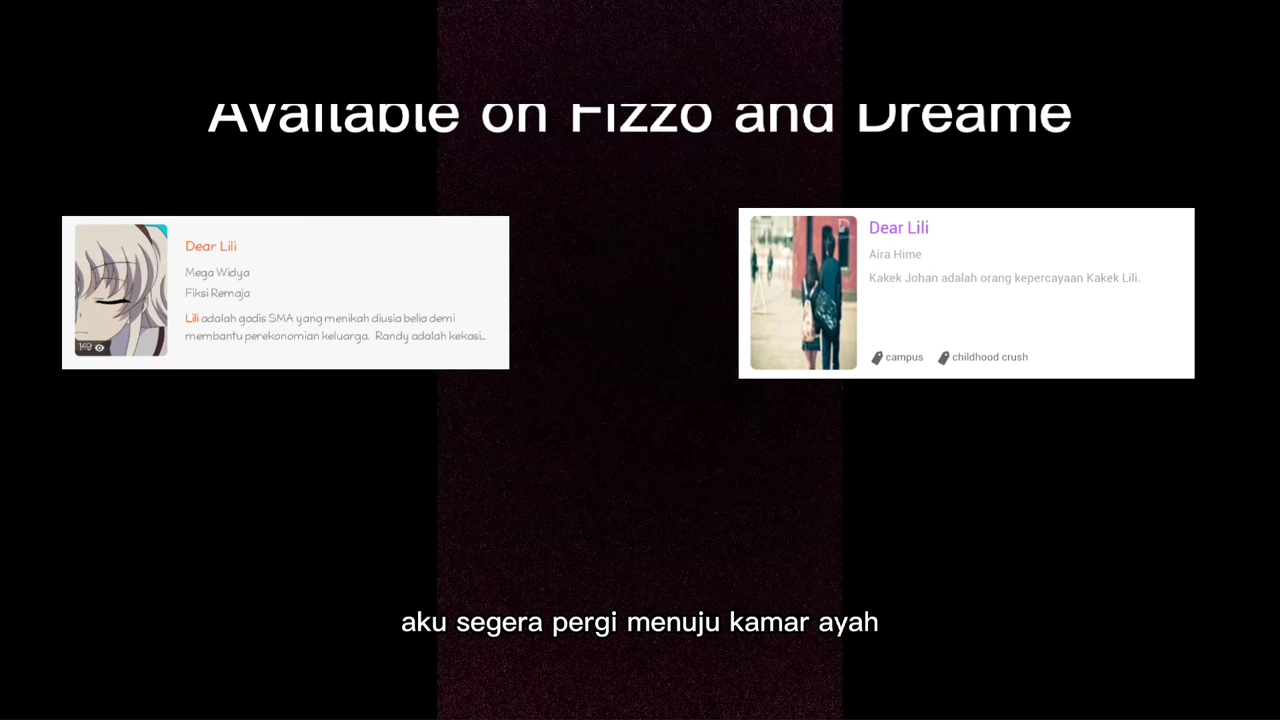 Available on Fizzo and Dreame
Dear Lili
Mega Widya
Fiksi Remaja
Lili adalah gadis SMA yang menikah diusia belia demi
membantu perekonomian keluarga. Randy adalah kekasi...
149
Dear Lili
Aira Hime
Kakek Johan adalah orang kepercayaan Kakek Lili.
campus childhood crush
aku segera pergi menuju kamar ayah